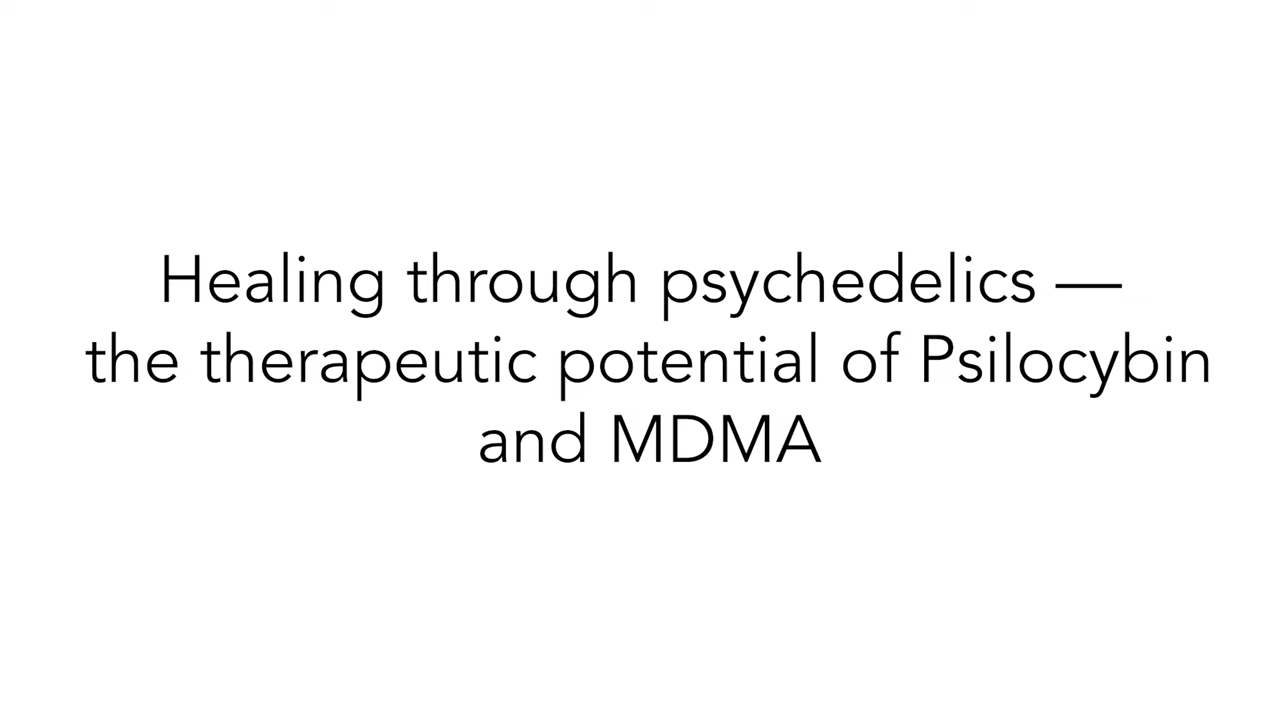 Healing through psychedelics —
the therapeutic potential of Psilocybin
and MDMA